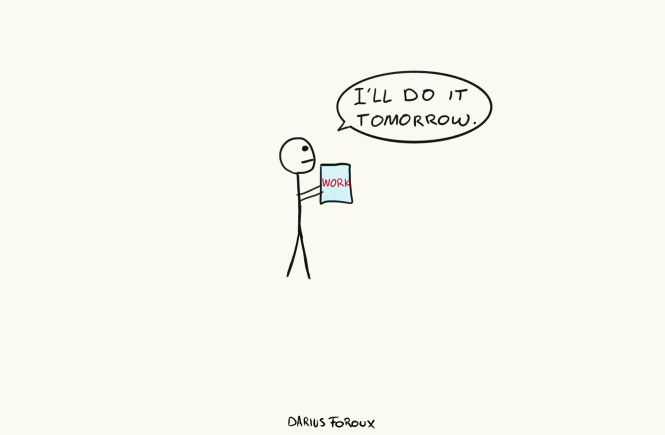 I'LL DO IT
TOMORROW.
WORK
DARIUS FOROUX